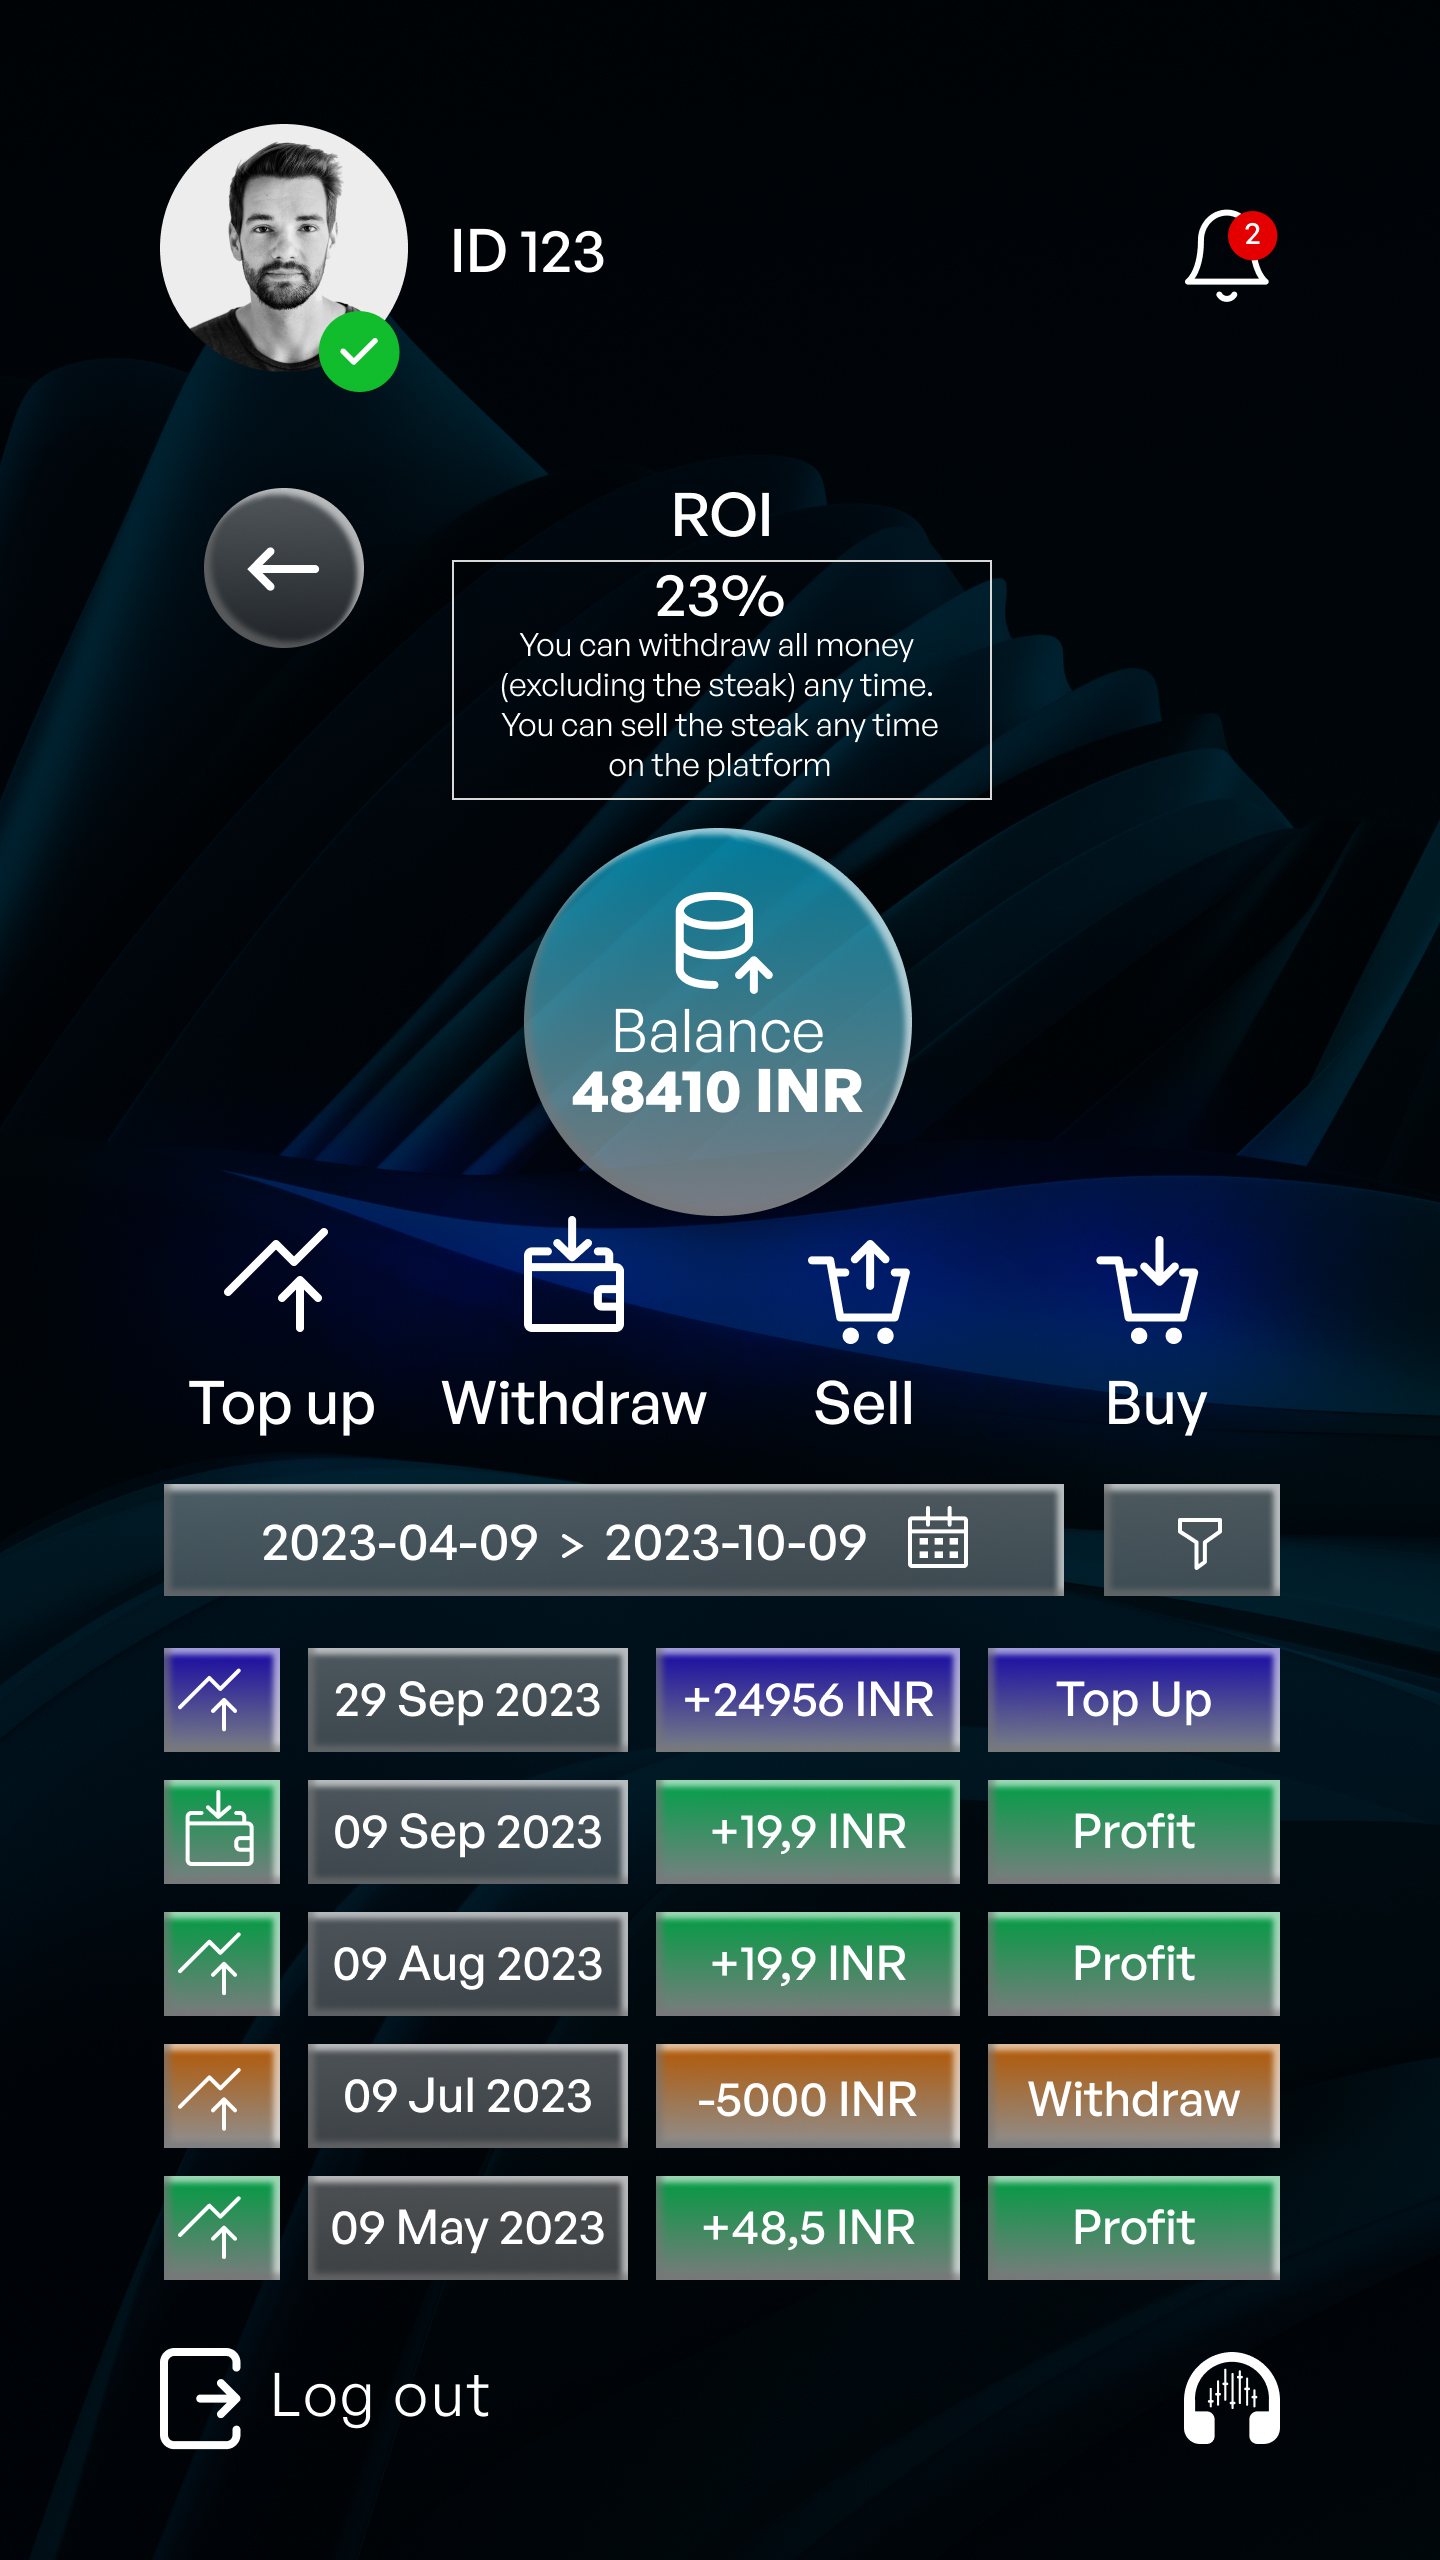 ID 123
2
ROI
23%
You can withdraw all money
(excluding the steak) any time.
You can sell the steak any time
on the platform
Balance
48410 INR
Top up
Withdraw
Sell
Buy
2023-04-09 > 2023-10-09
29 Sep 2023 +24956 INR Top Up
09 Sep 2023 +19,9 INR Profit
09 Aug 2023 +19,9 INR Profit
09 Jul 2023 -5000 INR Withdraw
09 May 2023 +48,5 INR Profit
Log out